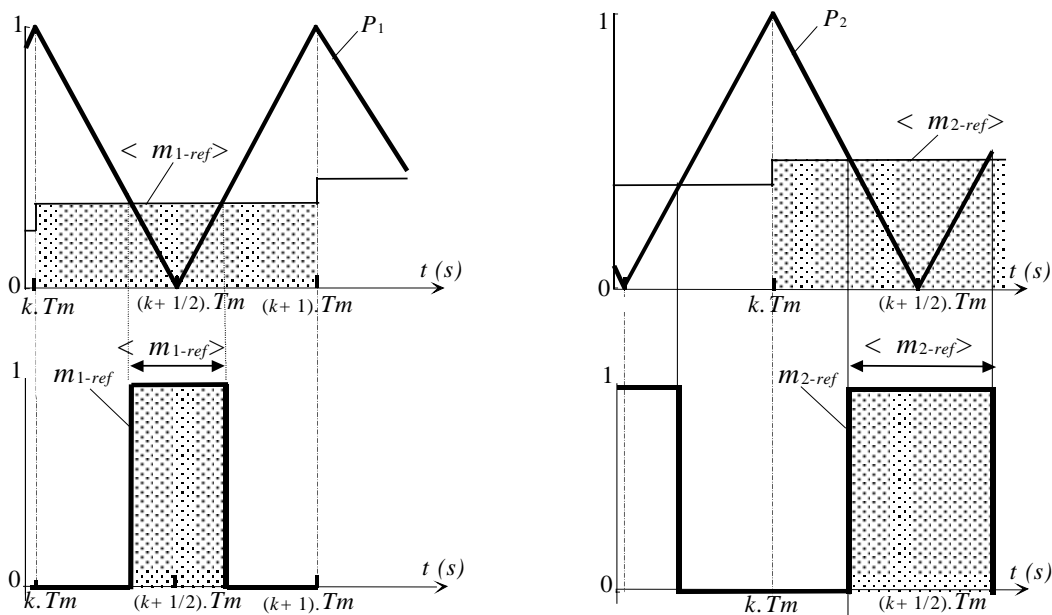 1
P1
< m1-ref>
0
t (s)
k. Tm
(k+ 1/2). Tm
(k+ 1). Tm
< m1-ref>
1
m1-ref
0
t (s)
k. Tm
(k+ 1/2). Tm
(k+ 1). Tm
1
P2
< m2-ref>
0
t (s)
k. Tm
(k+ 1/2). Tm
< m2-ref>
1
m2-ref
0
t (s)
k. Tm
(k+ 1/2). Tm